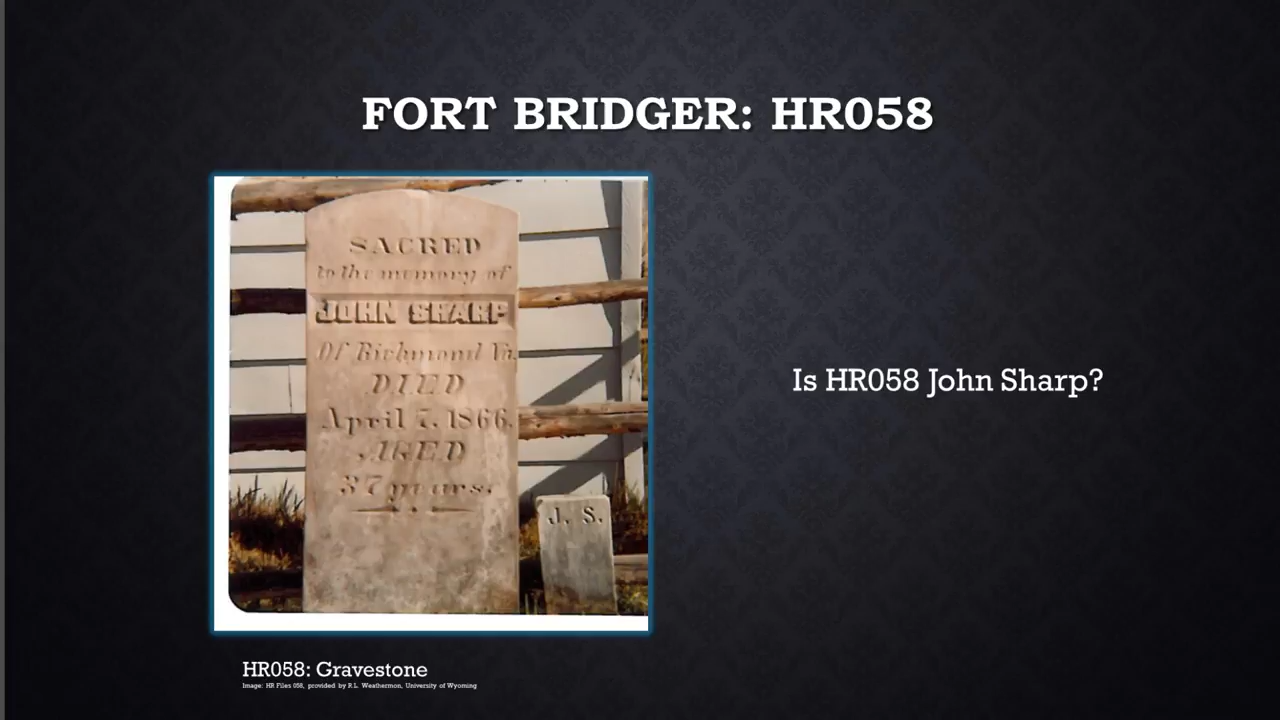 FORT BRIDGER: HR058
SACRED
to the memory of
JOHN SHARP
Of Richmond Va.
DIED
April 7. 1866.
AGED
37 years.
J. S.
Is HR058 John Sharp?
HR058: Gravestone
Image: HR Files 058, provided by R.L. Weathermon, University of Wyoming